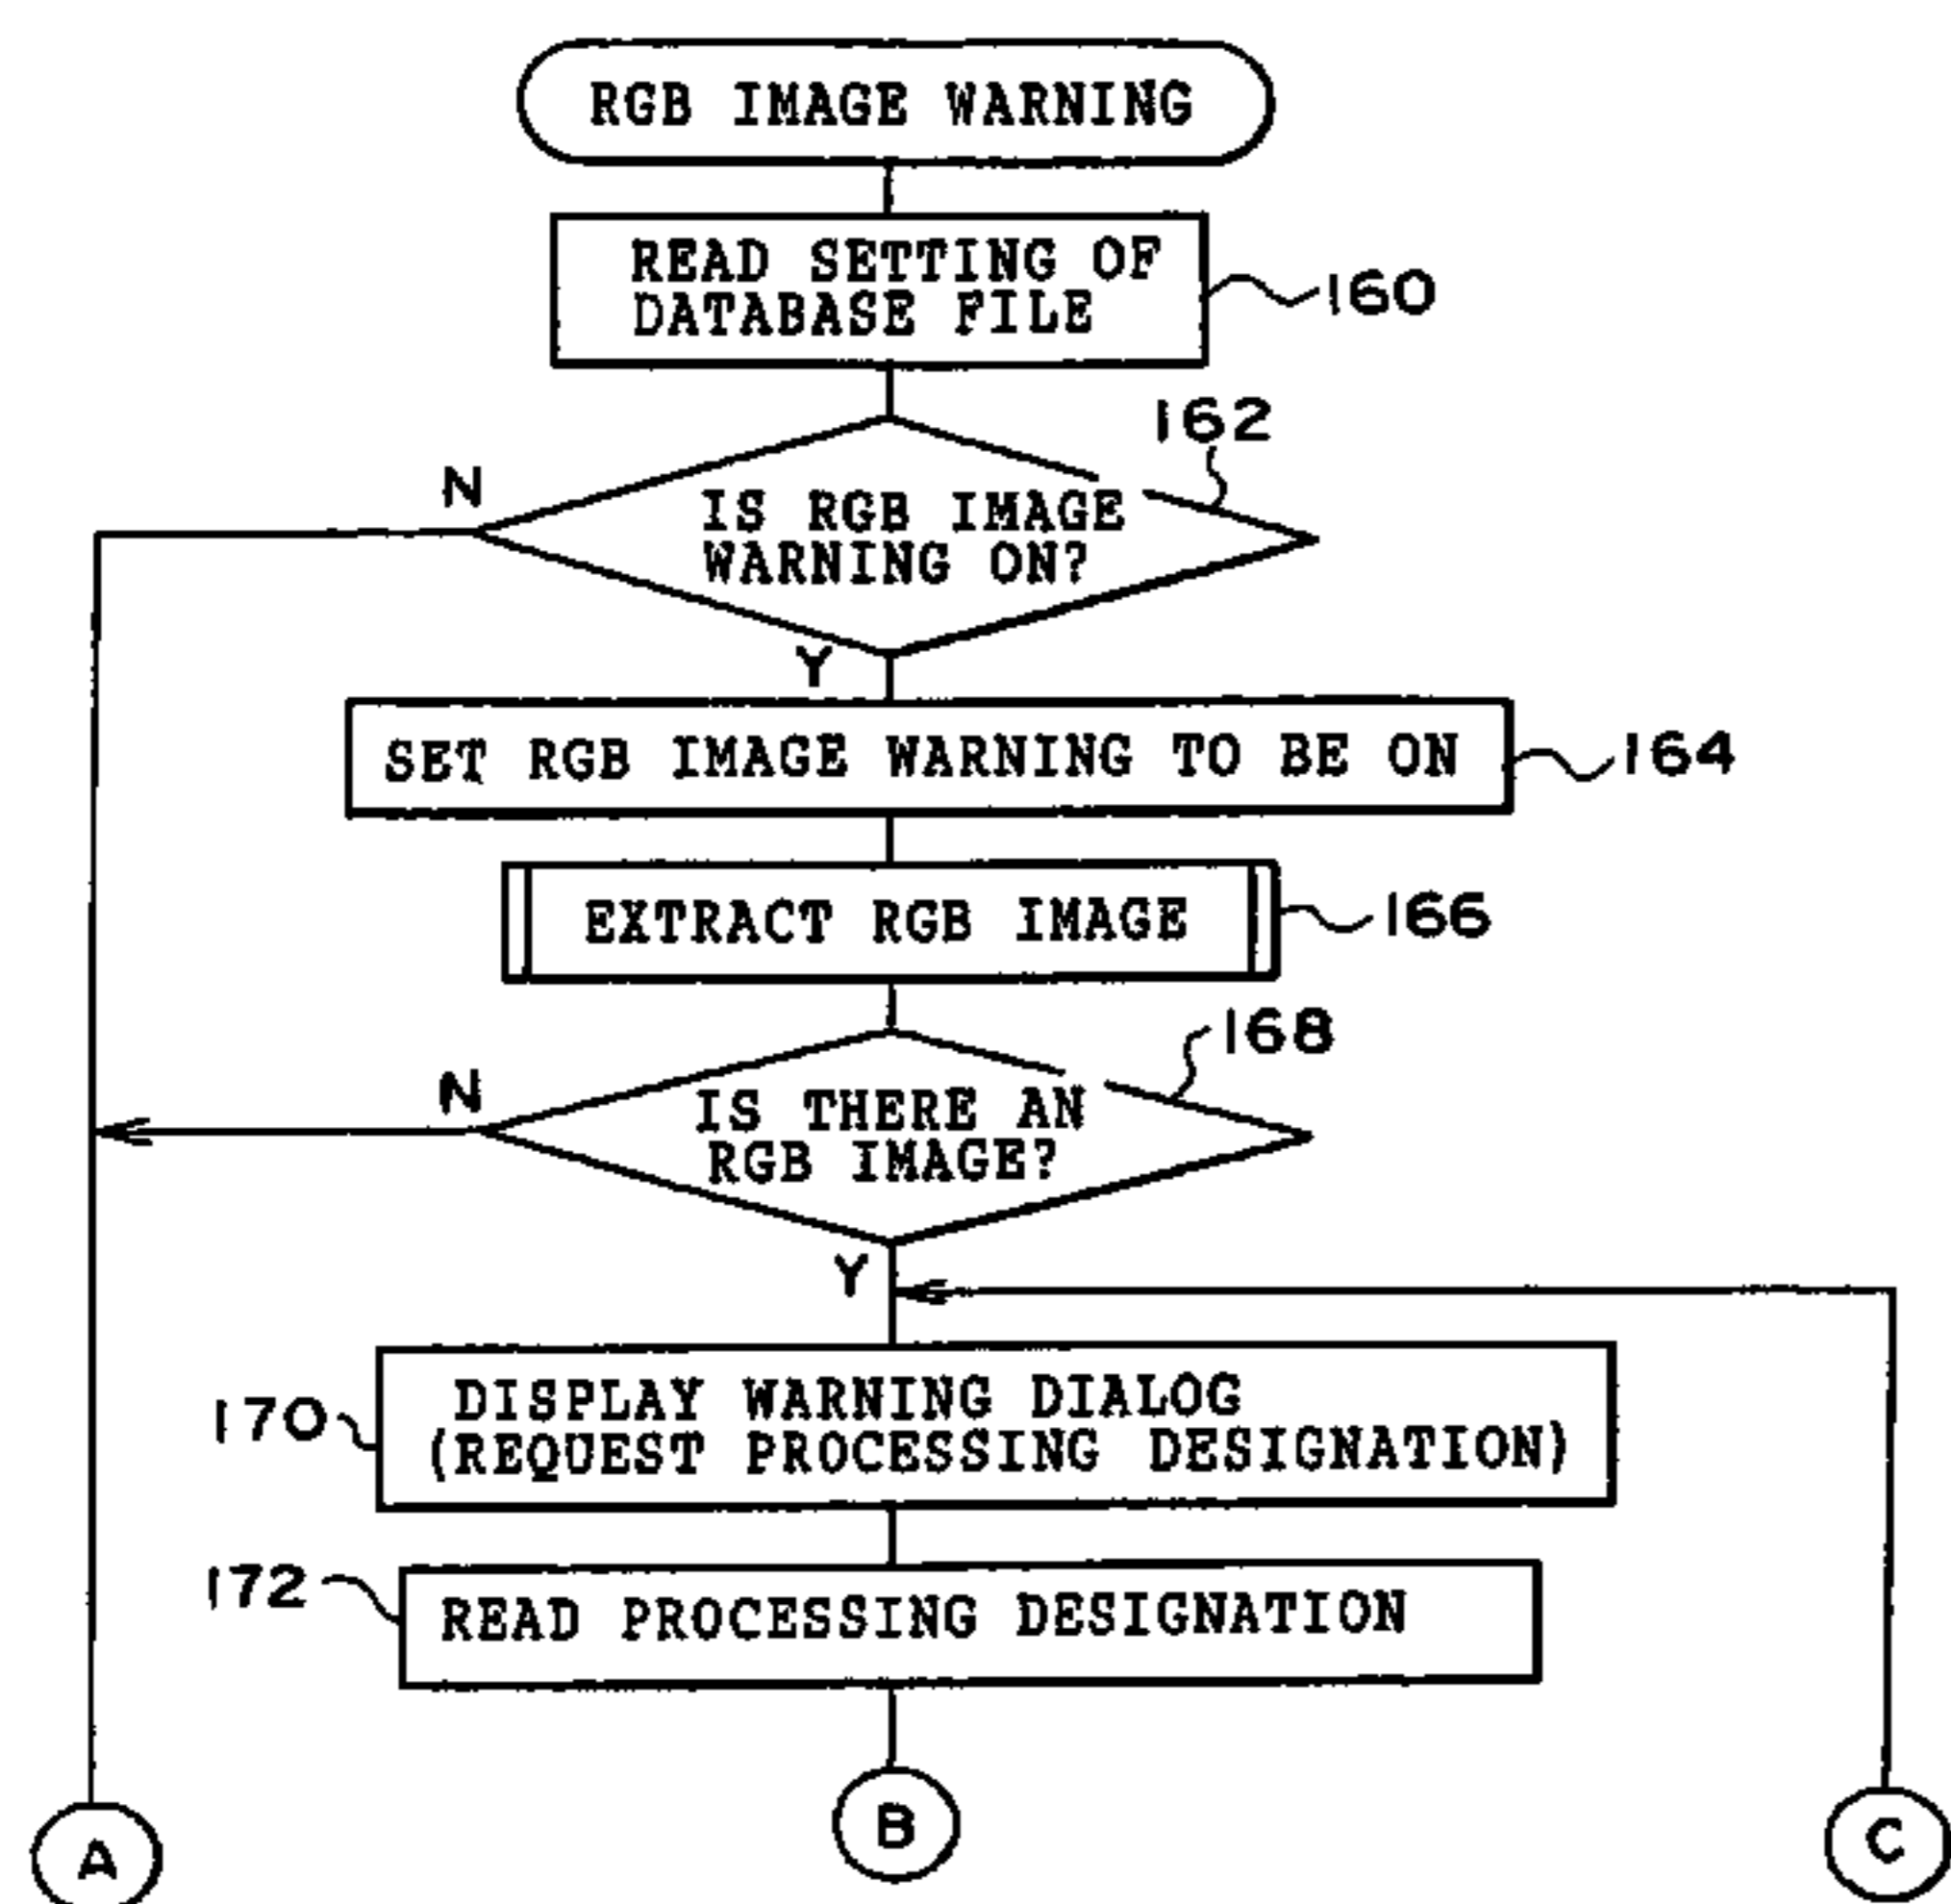 RGB IMAGE WARNING
READ SETTING OF
DATABASE FILE
160
162
N
IS RGB IMAGE
WARNING ON?
Y
SET RGB IMAGE WARNING TO BE ON
164
EXTRACT RGB IMAGE
166
168
N
IS THERE AN
RGB IMAGE?
Y
170
DISPLAY WARNING DIALOG
(REQUEST PROCESSING DESIGNATION)
172
READ PROCESSING DESIGNATION
A
B
C